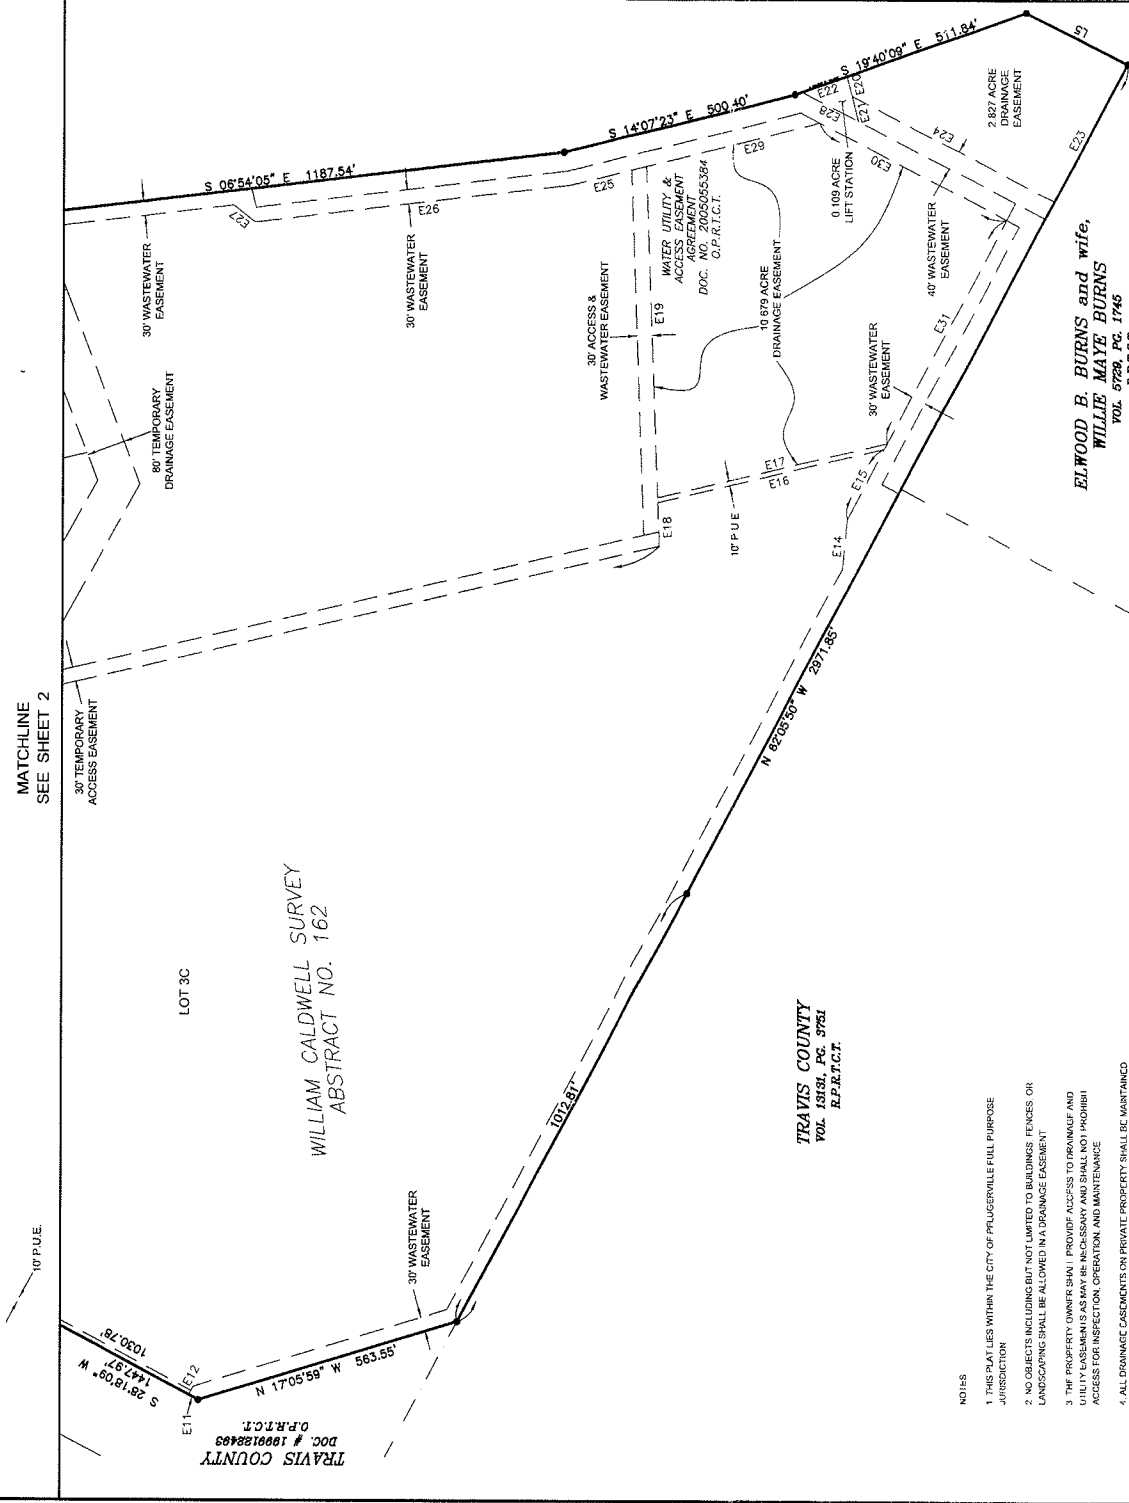 MATCHLINE
SEE SHEET 2
10' P.U.E.
30' TEMPORARY
ACCESS EASEMENT
80' TEMPORARY
DRAINAGE EASEMENT
30' WASTEWATER
EASEMENT
S 06°54'05" E 1187.54'
E27
E26
30' WASTEWATER
EASEMENT
S 14°07'23" E 500.40'
E25
E29
S 19°40'09" E 511.84'
E22
E20
E21
E28
L5
2.827 ACRE
DRAINAGE
EASEMENT
E24
E23
E30
0.109 ACRE
LIFT STATION
WATER UTILITY &
ACCESS EASEMENT
AGREEMENT
DOC. NO. 2005055384
O.P.R.T.C.T.
30' ACCESS &
WASTEWATER EASEMENT
E19
10.679 ACRE
DRAINAGE EASEMENT
40' WASTEWATER
EASEMENT
E31
30' WASTEWATER
EASEMENT
E18
E17
E16
10' P U E
E15
E14
N 62°05'50" W 2971.85'
ELWOOD B. BURNS and wife,
WILLIE MAYE BURNS
VOL. 5729, PG. 1745
LOT 3C
WILLIAM CALDWELL SURVEY
ABSTRACT NO. 162
1012.81'
30' WASTEWATER
EASEMENT
1030.78'
1447.97'
S 28°18'09" W
E12
E11
N 17°05'59" W 563.55'
TRAVIS COUNTY
DOC. # 1999122493
O.P.R.T.C.T.
TRAVIS COUNTY
VOL. 13131, PG. 3751
R.P.R.T.C.T.
NOTES
1 THIS PLAT LIES WITHIN THE CITY OF PFLUGERVILLE FULL PURPOSE
JURISDICTION
2 NO OBJECTS INCLUDING BUT NOT LIMITED TO BUILDINGS, FENCES, OR
LANDSCAPING SHALL BE ALLOWED IN A DRAINAGE EASEMENT
3 THE PROPERTY OWNER SHALL PROVIDE ACCESS TO DRAINAGE AND
UTILITY EASEMENTS AS MAY BE NECESSARY AND SHALL NOT PROHIBIT
ACCESS FOR INSPECTION, OPERATION, AND MAINTENANCE
4. ALL DRAINAGE EASEMENTS ON PRIVATE PROPERTY SHALL BE MAINTAINED